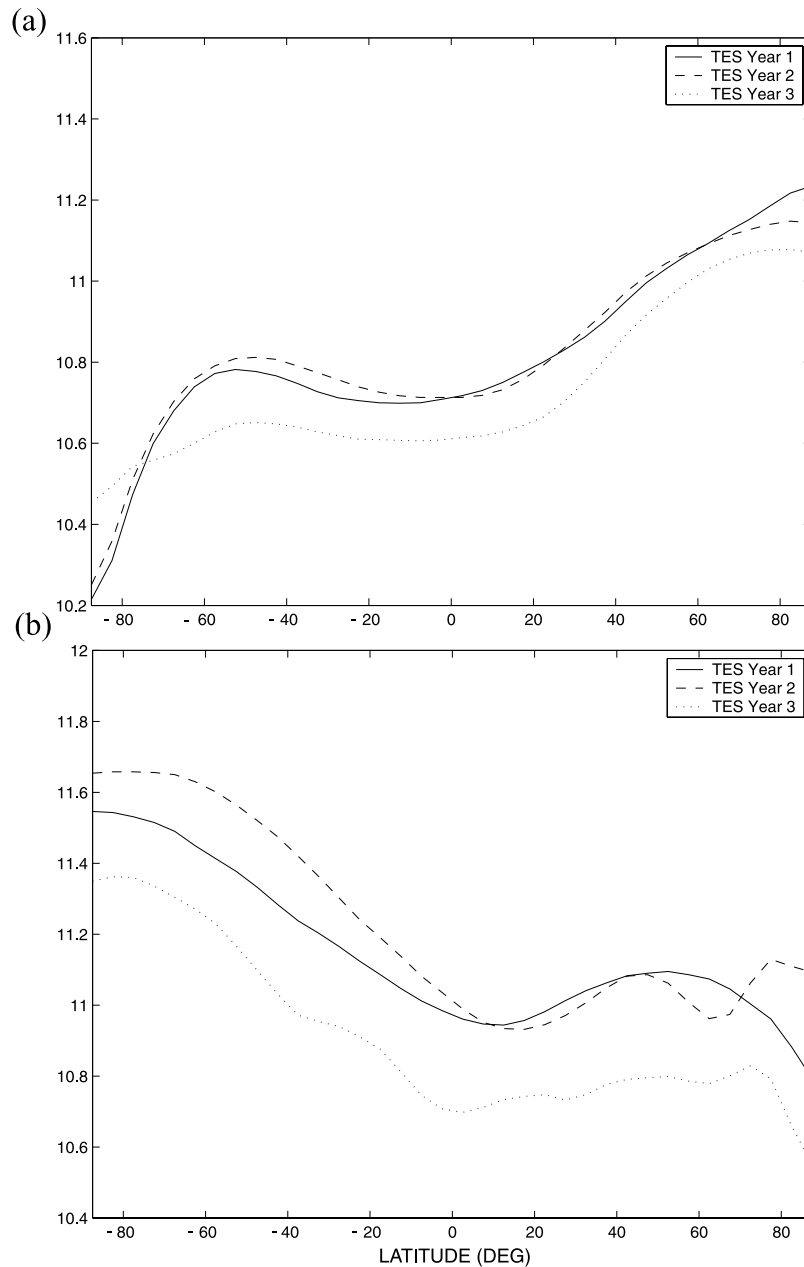 (a)
11.6
11.4
11.2
11
10.8
10.6
10.4
10.2
- 80 - 60 - 40 - 20 0 20 40 60 80
TES Year 1
TES Year 2
TES Year 3
(b)
12
11.8
11.6
11.4
11.2
11
10.8
10.6
10.4
- 80 - 60 - 40 - 20 0 20 40 60 80
LATITUDE (DEG)
TES Year 1
TES Year 2
TES Year 3